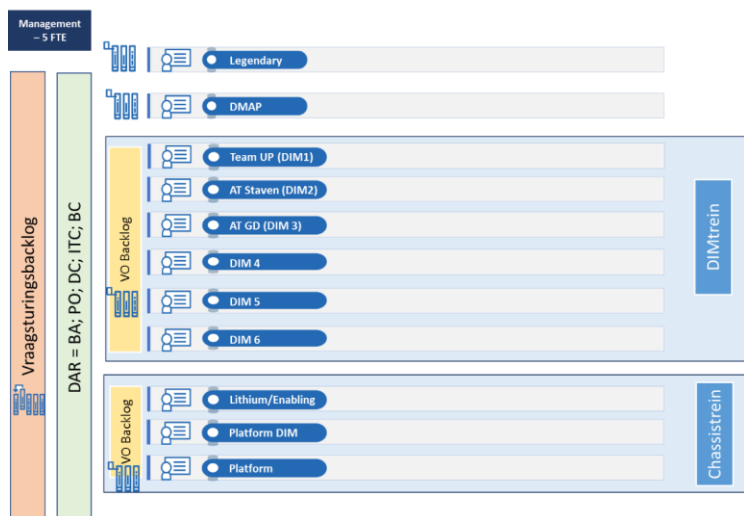 Management
– 5 FTE
Vraagsturingsbacklog
DAR = BA; PO; DC; ITC; BC
Legendary
DMAP
VO Backlog
Team UP (DIM1)
AT Staven (DIM2)
AT GD (DIM 3)
DIM 4
DIM 5
DIM 6
DIMtrein
VO Backlog
Lithium/Enabling
Platform DIM
Platform
Chassistrein